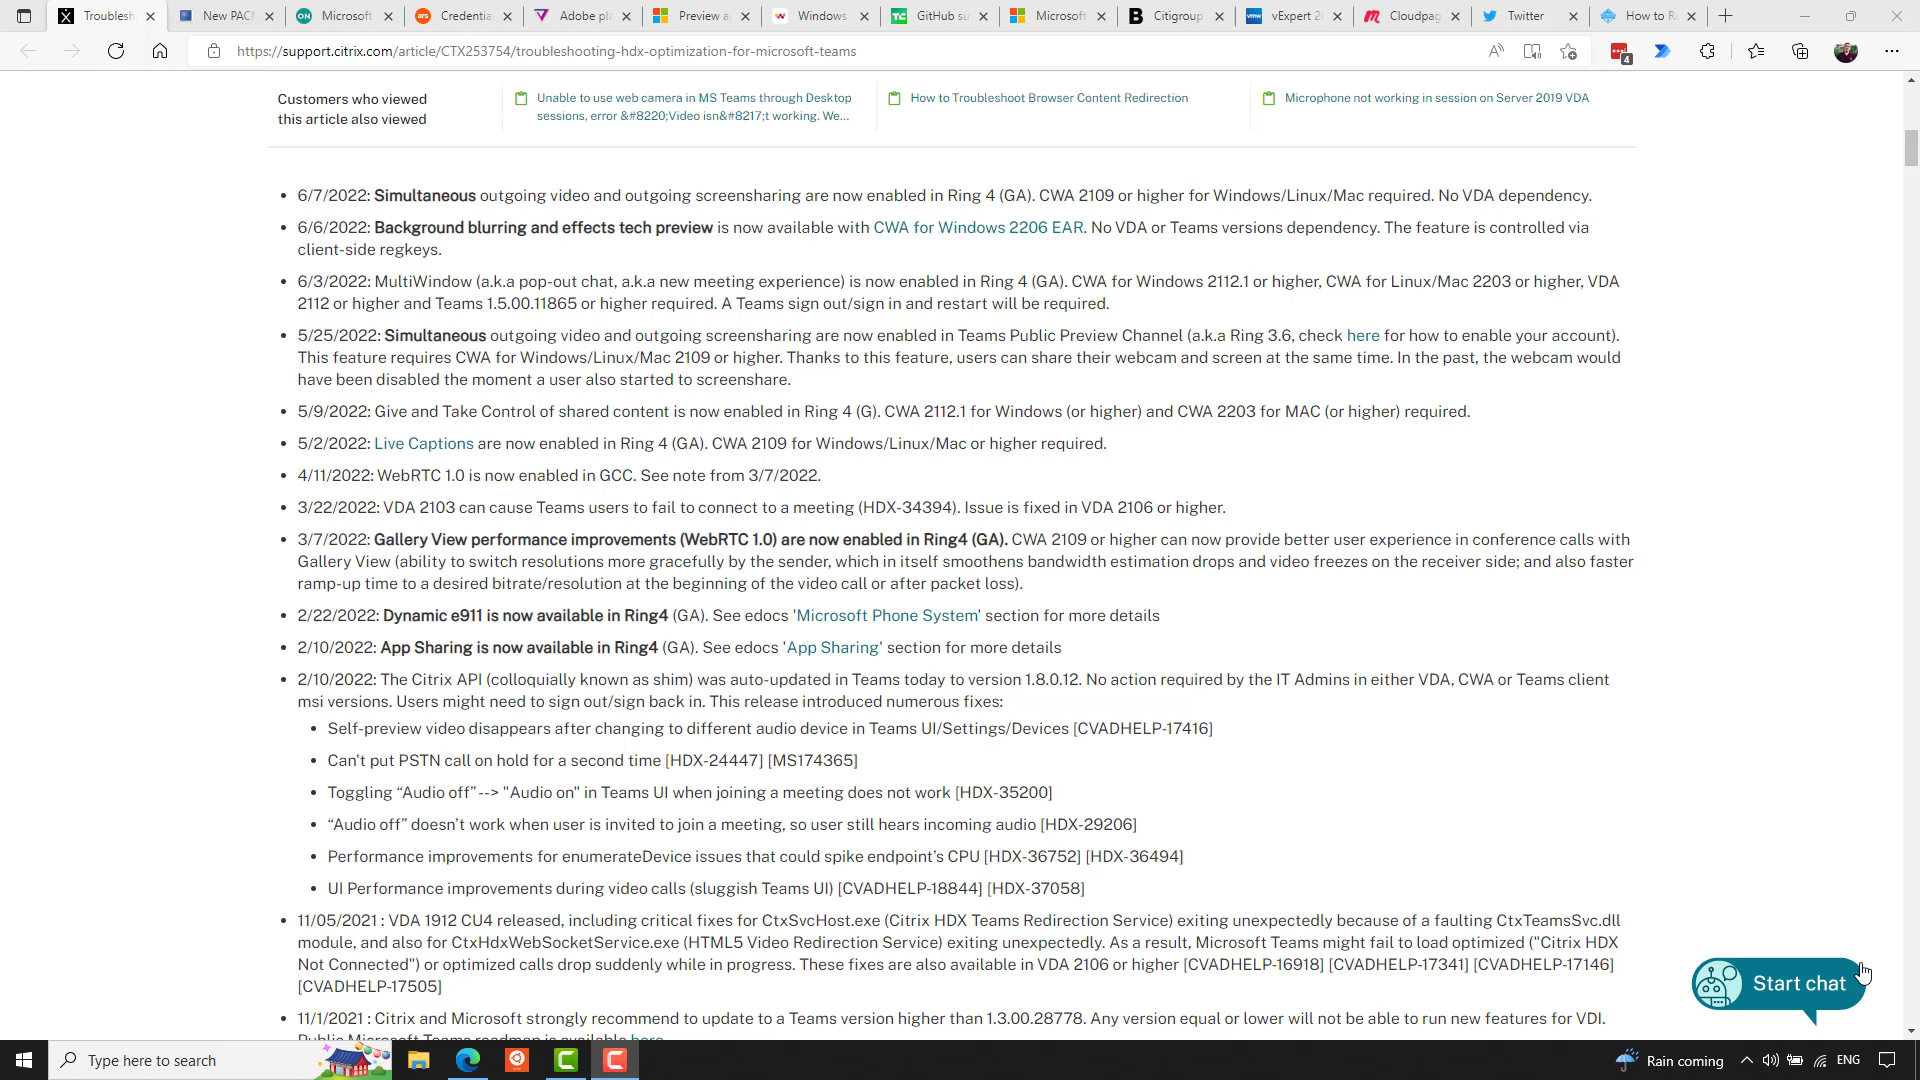 Troublesh
New PAC
Microsoft
Credentia
Adobe pla
Preview a
Windows
GitHub su
Microsoft
Citigroup
vExpert 2
Cloudpag
Twitter
How to R
https://support.citrix.com/article/CTX253754/troubleshooting-hdx-optimization-for-microsoft-teams
4
Customers who viewed
this article also viewed
Unable to use web camera in MS Teams through Desktop
sessions, error &#8220;Video isn&#8217;t working. We...
How to Troubleshoot Browser Content Redirection
Microphone not working in session on Server 2019 VDA
• 6/7/2022: Simultaneous outgoing video and outgoing screensharing are now enabled in Ring 4 (GA). CWA 2109 or higher for Windows/Linux/Mac required. No VDA dependency.
• 6/6/2022: Background blurring and effects tech preview is now available with CWA for Windows 2206 EAR. No VDA or Teams versions dependency. The feature is controlled via
client-side regkeys.
• 6/3/2022: MultiWindow (a.k.a pop-out chat, a.k.a new meeting experience) is now enabled in Ring 4 (GA). CWA for Windows 2112.1 or higher, CWA for Linux/Mac 2203 or higher, VDA
2112 or higher and Teams 1.5.00.11865 or higher required. A Teams sign out/sign in and restart will be required.
• 5/25/2022: Simultaneous outgoing video and outgoing screensharing are now enabled in Teams Public Preview Channel (a.k.a Ring 3.6, check here for how to enable your account).
This feature requires CWA for Windows/Linux/Mac 2109 or higher. Thanks to this feature, users can share their webcam and screen at the same time. In the past, the webcam would
have been disabled the moment a user also started to screenshare.
• 5/9/2022: Give and Take Control of shared content is now enabled in Ring 4 (G). CWA 2112.1 for Windows (or higher) and CWA 2203 for MAC (or higher) required.
• 5/2/2022: Live Captions are now enabled in Ring 4 (GA). CWA 2109 for Windows/Linux/Mac or higher required.
• 4/11/2022: WebRTC 1.0 is now enabled in GCC. See note from 3/7/2022.
• 3/22/2022: VDA 2103 can cause Teams users to fail to connect to a meeting (HDX-34394). Issue is fixed in VDA 2106 or higher.
• 3/7/2022: Gallery View performance improvements (WebRTC 1.0) are now enabled in Ring4 (GA). CWA 2109 or higher can now provide better user experience in conference calls with
Gallery View (ability to switch resolutions more gracefully by the sender, which in itself smoothens bandwidth estimation drops and video freezes on the receiver side; and also faster
ramp-up time to a desired bitrate/resolution at the beginning of the video call or after packet loss).
• 2/22/2022: Dynamic e911 is now available in Ring4 (GA). See edocs 'Microsoft Phone System' section for more details
• 2/10/2022: App Sharing is now available in Ring4 (GA). See edocs 'App Sharing' section for more details
• 2/10/2022: The Citrix API (colloquially known as shim) was auto-updated in Teams today to version 1.8.0.12. No action required by the IT Admins in either VDA, CWA or Teams client
msi versions. Users might need to sign out/sign back in. This release introduced numerous fixes:
• Self-preview video disappears after changing to different audio device in Teams UI/Settings/Devices [CVADHELP-17416]
• Can't put PSTN call on hold for a second time [HDX-24447] [MS174365]
• Toggling “Audio off” --> "Audio on" in Teams UI when joining a meeting does not work [HDX-35200]
• “Audio off” doesn’t work when user is invited to join a meeting, so user still hears incoming audio [HDX-29206]
• Performance improvements for enumerateDevice issues that could spike endpoint’s CPU [HDX-36752] [HDX-36494]
• UI Performance improvements during video calls (sluggish Teams UI) [CVADHELP-18844] [HDX-37058]
• 11/05/2021 : VDA 1912 CU4 released, including critical fixes for CtxSvcHost.exe (Citrix HDX Teams Redirection Service) exiting unexpectedly because of a faulting CtxTeamsSvc.dll
module, and also for CtxHdxWebSocketService.exe (HTML5 Video Redirection Service) exiting unexpectedly. As a result, Microsoft Teams might fail to load optimized ("Citrix HDX
Not Connected") or optimized calls drop suddenly while in progress. These fixes are also available in VDA 2106 or higher [CVADHELP-16918] [CVADHELP-17341] [CVADHELP-17146]
[CVADHELP-17505]
• 11/1/2021 : Citrix and Microsoft strongly recommend to update to a Teams version higher than 1.3.00.28778. Any version equal or lower will not be able to run new features for VDI.
Public Microsoft Teams roadmap is available here
Start chat
Type here to search
Rain coming
ENG